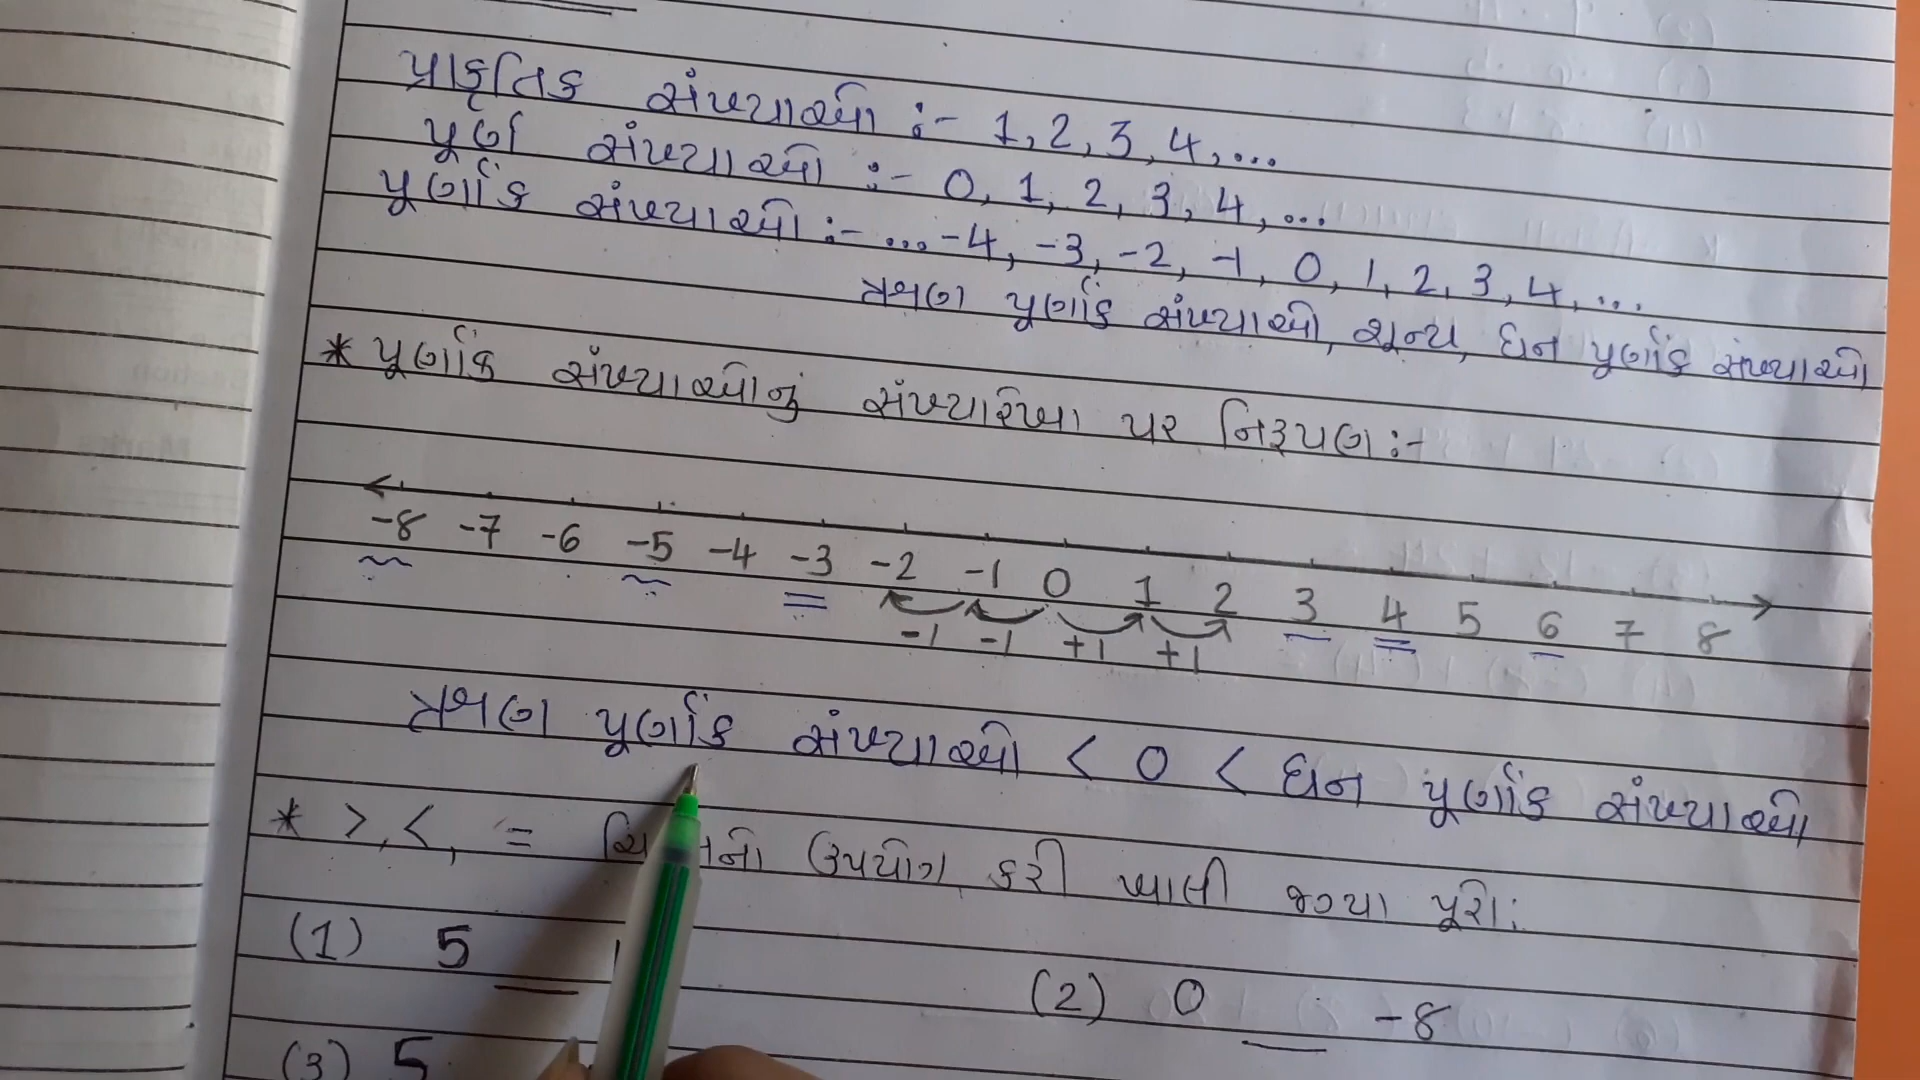 પ્રાકૃતિક સંખ્યાઓ :- 1, 2, 3, 4, ...
પૂર્ણ સંખ્યાઓ :- 0, 1, 2, 3, 4, ...
પૂર્ણાંક સંખ્યાઓ :- ... -4, -3, -2, -1, 0, 1, 2, 3, 4, ...
ઋણ પૂર્ણાંક સંખ્યાઓ, શૂન્ય, ધન પૂર્ણાંક સંખ્યાઓ
* પૂર્ણાંક સંખ્યાઓનું સંખ્યારેખા પર નિરૂપણ :-
-8 -7 -6 -5 -4 -3 -2 -1 0 1 2 3 4 5 6 7 8
-1 -1 +1 +1
ઋણ પૂર્ણાંક સંખ્યાઓ < 0 < ધન પૂર્ણાંક સંખ્યાઓ
* >, <, = ઉપયોગ કરી ખાલી જગ્યા પૂરો :
(1) 5 __
(2) 0 __ -8
(3) 5